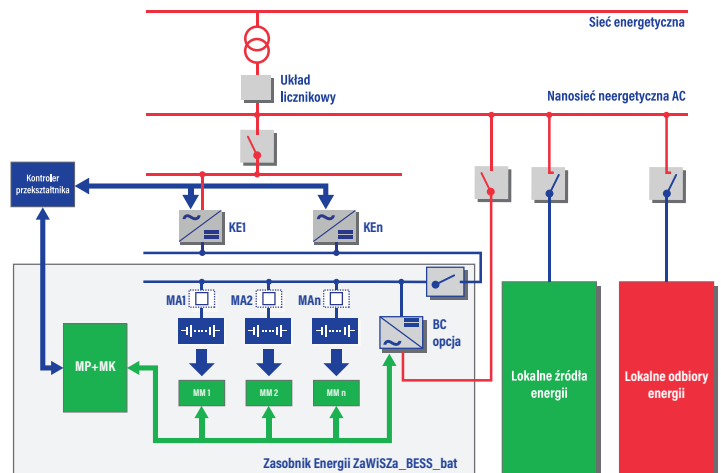 Sieć energetyczna
Układ
licznikowy
Nanosieć neergetyczna AC
Kontroler
przekształtnika
KE1
KEn
MA1
MA2
MAn
BC
opcja
MP+MK
MM 1
MM 2
MM n
Lokalne źródła
energii
Lokalne odbiory
energii
Zasobnik Energii ZaWiSZa_BESS_bat